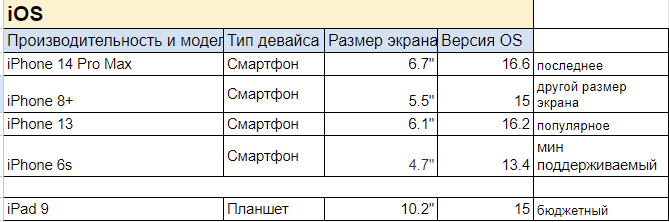 iOS
Производительность и модел Тип девайса Размер экрана Версия OS
iPhone 14 Pro Max Смартфон 6.7" 16.6 последнее
iPhone 8+ Смартфон 5.5" 15 другой размер
экрана
iPhone 13 Смартфон 6.1" 16.2 популярное
iPhone 6s Смартфон 4.7" 13.4 мин
поддерживаемый
iPad 9 Планшет 10.2" 15 бюджетный